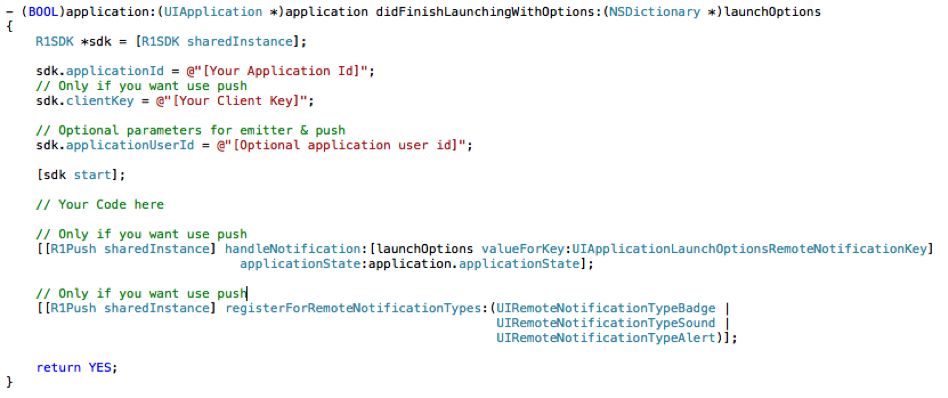 - (BOOL)application:(UIApplication *)application didFinishLaunchingWithOptions:(NSDictionary *)launchOptions
{
    R1SDK *sdk = [R1SDK sharedInstance];

    sdk.applicationId = @"[Your Application Id]";
    // Only if you want use push
    sdk.clientKey = @"[Your Client Key]";

    // Optional parameters for emitter & push
    sdk.applicationUserId = @"[Optional application user id]";

    [sdk start];

    // Your Code here

    // Only if you want use push
    [[R1Push sharedInstance] handleNotification:[launchOptions valueForKey:UIApplicationLaunchOptionsRemoteNotificationKey]
                               applicationState:application.applicationState];

    // Only if you want use push
    [[R1Push sharedInstance] registerForRemoteNotificationTypes:(UIRemoteNotificationTypeBadge |
                                                                 UIRemoteNotificationTypeSound |
                                                                 UIRemoteNotificationTypeAlert)];

    return YES;
}